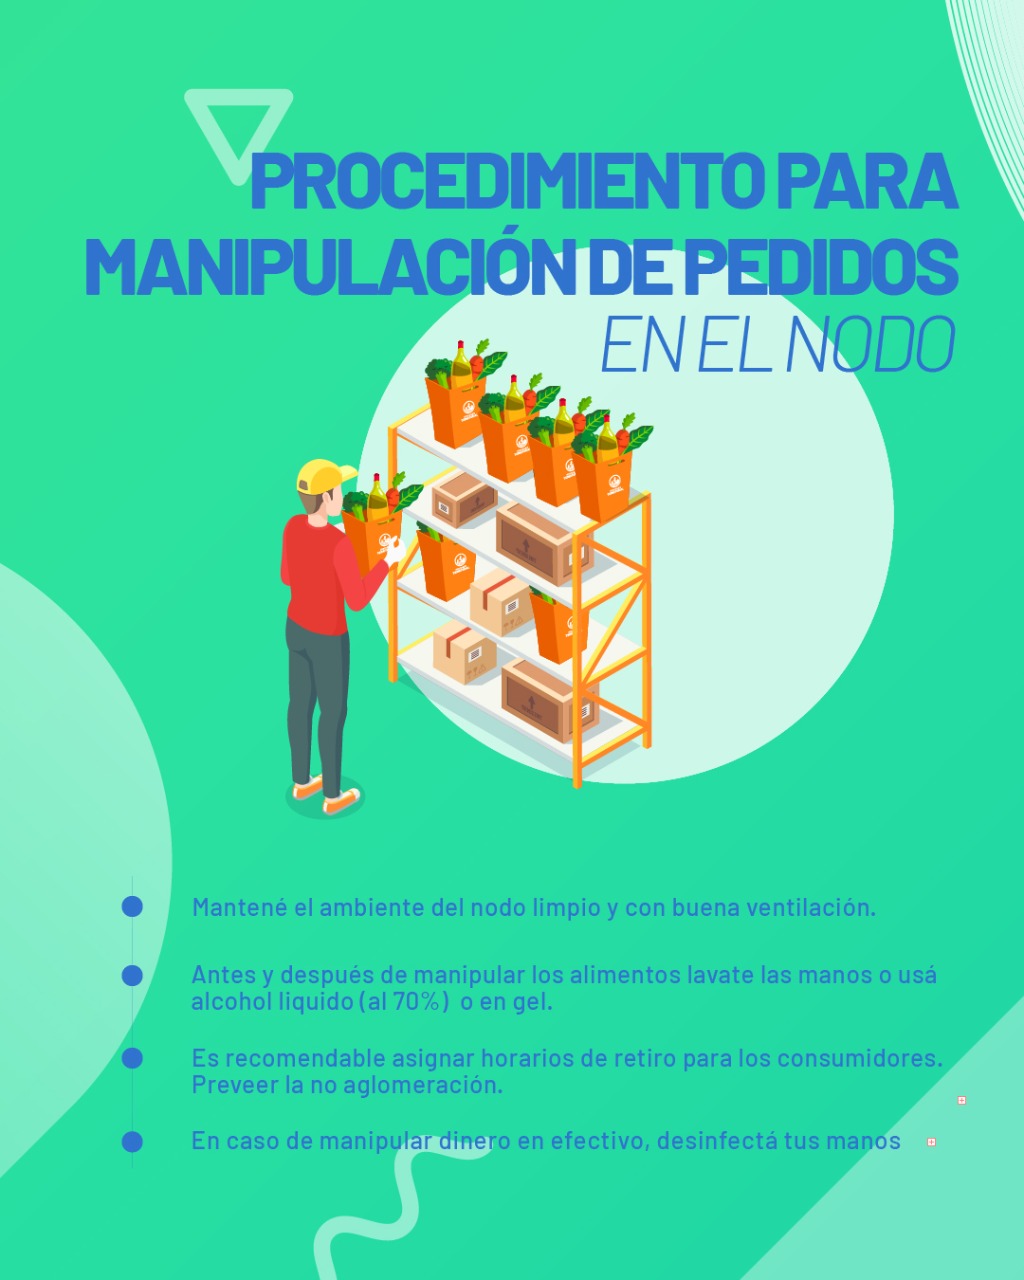 PROCEDIMIENTO PARA
MANIPULACIÓN DE PEDIDOS
EN EL NODO
Mantené el ambiente del nodo limpio y con buena ventilación.
Antes y después de manipular los alimentos lavate las manos o usá
alcohol liquido (al 70%) o en gel.
Es recomendable asignar horarios de retiro para los consumidores.
Preveer la no aglomeración.
En caso de manipular dinero en efectivo, desinfectá tus manos